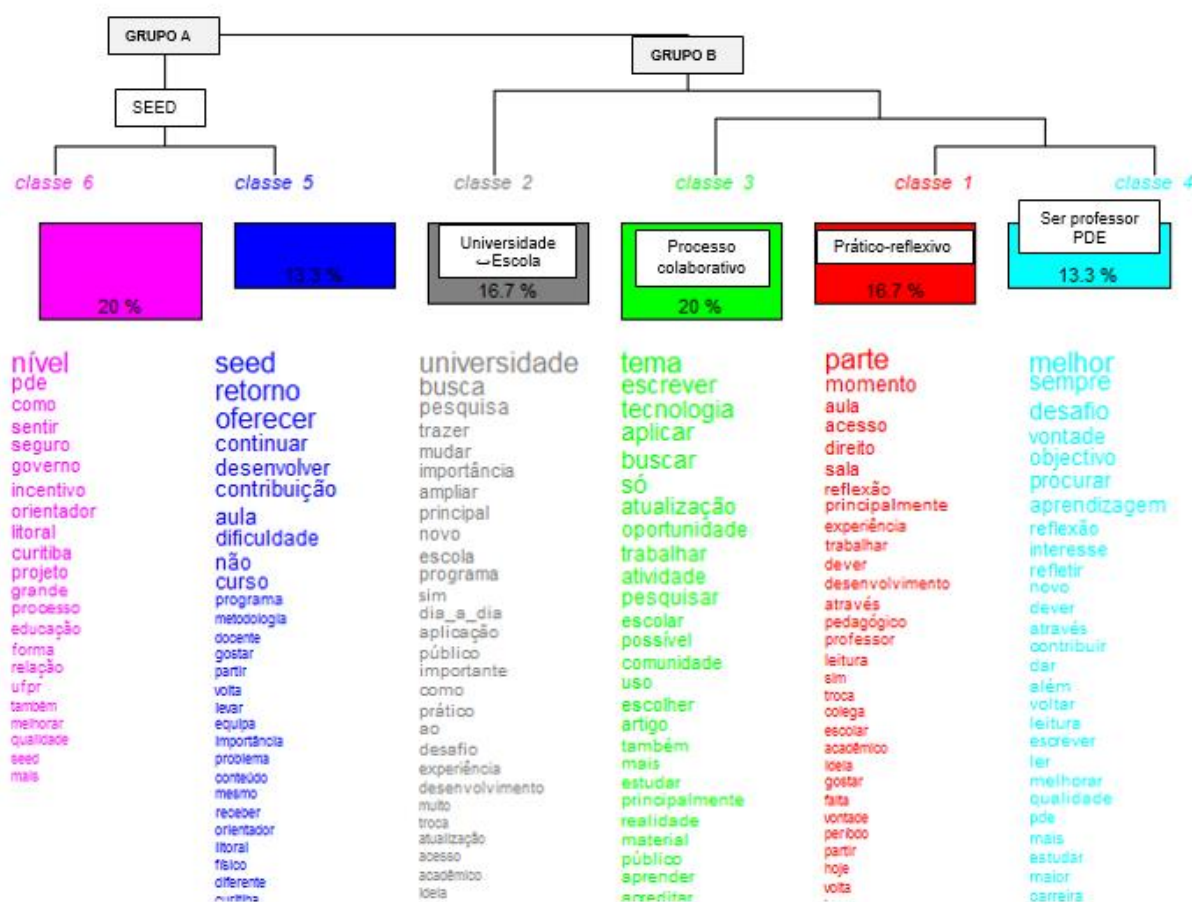 GRUPO A
GRUPO B
SEED
classe 6
classe 5
classe 2
classe 3
classe 1
classe 4
20 %
13.3 %
Universidade
Escola
16.7 %
Processo
colaborativo
20 %
Prático-reflexivo
16.7 %
Ser professor
PDE
13.3 %
nível
pde
como
sentir
seguro
governo
incentivo
orientador
litoral
curitiba
projeto
grande
processo
educação
forma
relação
ufpr
também
melhorar
qualidade
seed
mais
seed
retorno
oferecer
continuar
desenvolver
contribuição
aula
dificuldade
não
curso
programa
metodologia
docente
gostar
partir
volta
levar
equipa
importância
problema
conteúdo
mesmo
receber
orientador
litoral
físico
diferente
curitiba
universidade
busca
pesquisa
trazer
mudar
importância
ampliar
principal
novo
escola
programa
sim
dia_a_dia
aplicação
público
importante
como
prático
ao
desafio
experiência
desenvolvimento
muito
troca
atualização
acesso
acadêmico
ideia
tema
escrever
tecnologia
aplicar
buscar
só
atualização
oportunidade
trabalhar
atividade
pesquisar
escolar
possível
comunidade
uso
escolher
artigo
também
mais
estudar
principalmente
realidade
material
público
aprender
acreditar
parte
momento
aula
acesso
direito
sala
reflexão
principalmente
experiência
trabalhar
dever
desenvolvimento
através
pedagógico
professor
leitura
sim
troca
colega
escolar
acadêmico
ideia
gostar
falta
vontade
período
partir
hoje
volta
melhor
sempre
desafio
vontade
objectivo
procurar
aprendizagem
reflexão
interesse
refletir
novo
dever
através
contribuir
dar
além
voltar
leitura
escrever
ler
melhorar
qualidade
pde
mais
estudar
maior
carreira